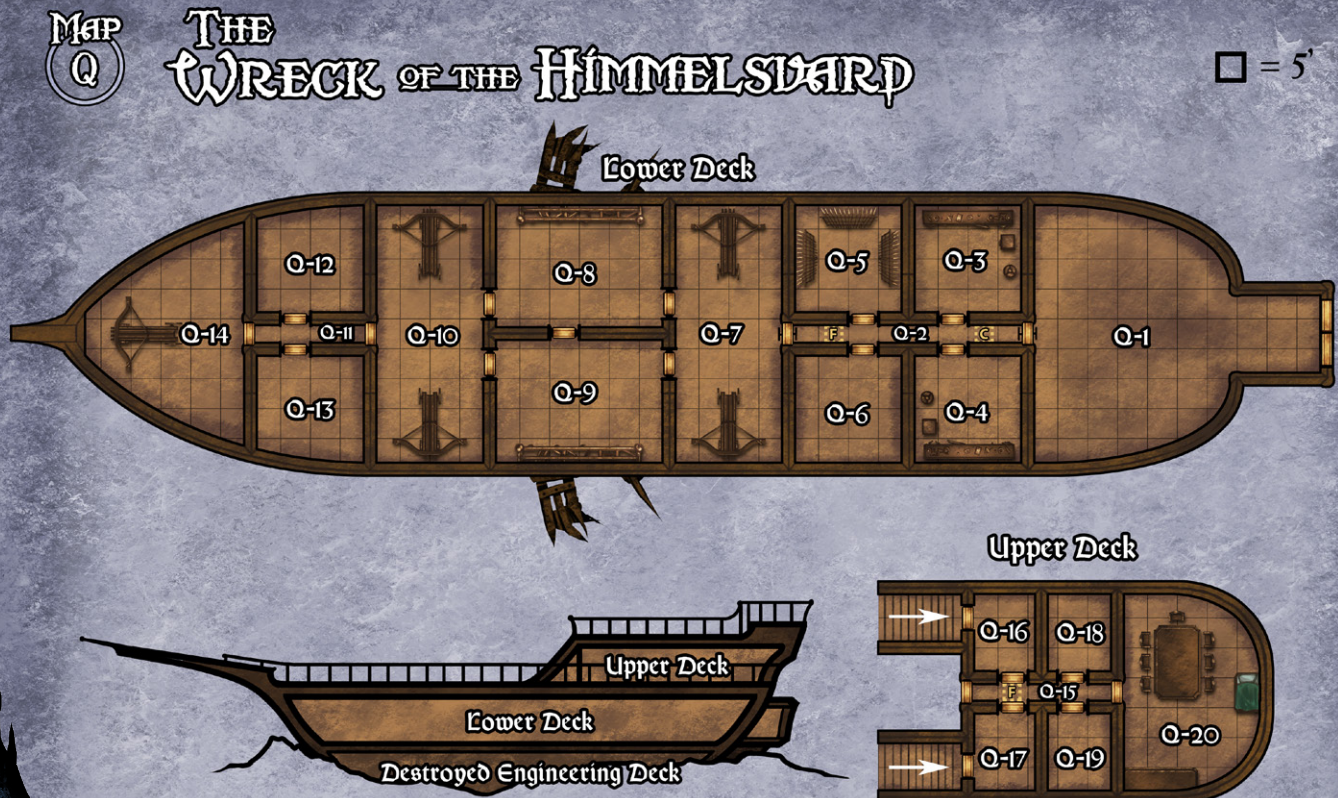 Map
Q
The
Wreck of the Himmelsvard
= 5'
Lower Deck
Q-12
Q-5
Q-3
Q-8
Q-14
Q-11
Q-10
Q-7
F
Q-2
C
Q-1
Q-13
Q-9
Q-6
Q-4
Upper Deck
Q-16
Q-18
F
Q-15
Q-17
Q-19
Q-20
Upper Deck
Lower Deck
Destroyed Engineering Deck